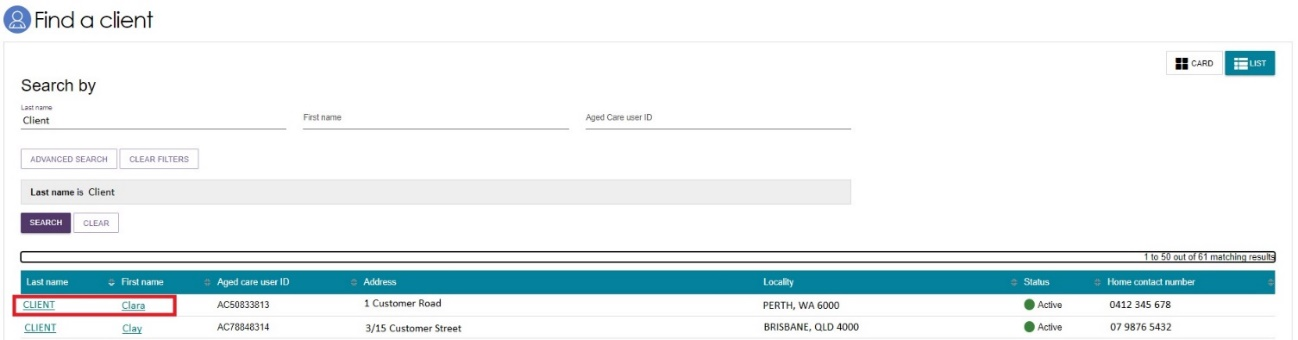 Find a client
CARD LIST
Search by
Last name
Client First name Aged Care user ID
ADVANCED SEARCH CLEAR FILTERS
Last name is Client
SEARCH CLEAR
1 to 50 out of 61 matching results
Last name First name Aged care user ID Address Locality Status Home contact number
CLIENT Clara AC50833813 1 Customer Road PERTH, WA 6000 Active 0412 345 678
CLIENT Clay AC78848314 3/15 Customer Street BRISBANE, QLD 4000 Active 07 9876 5432